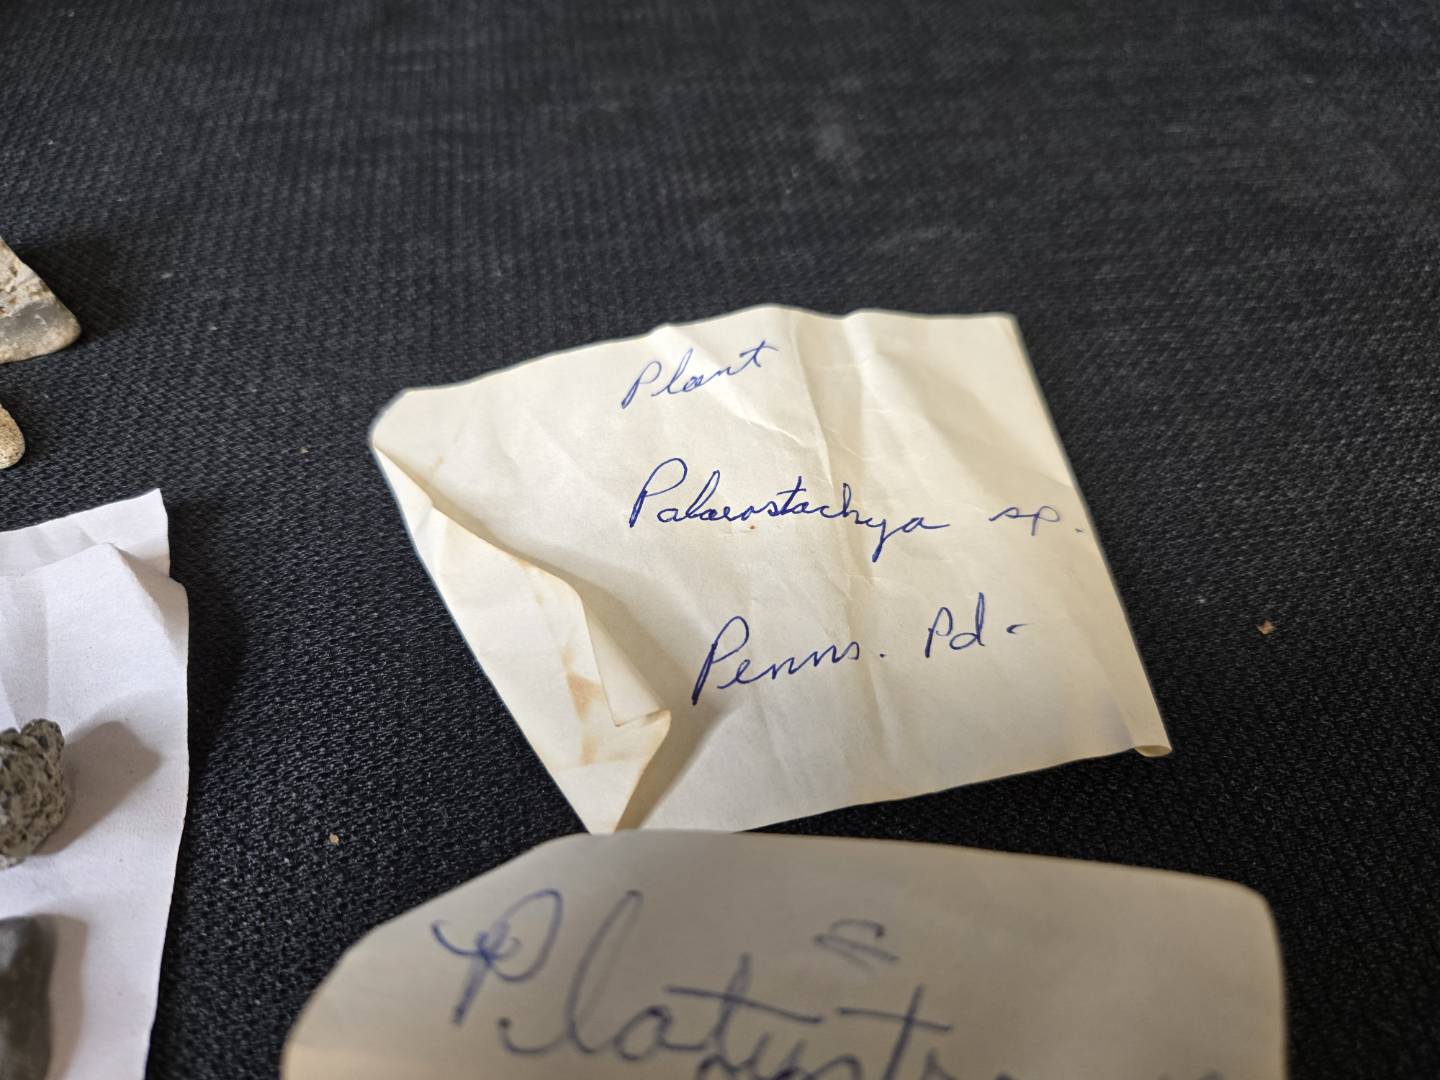 Plant
Palaeostachya sp.
Penns. Pd.